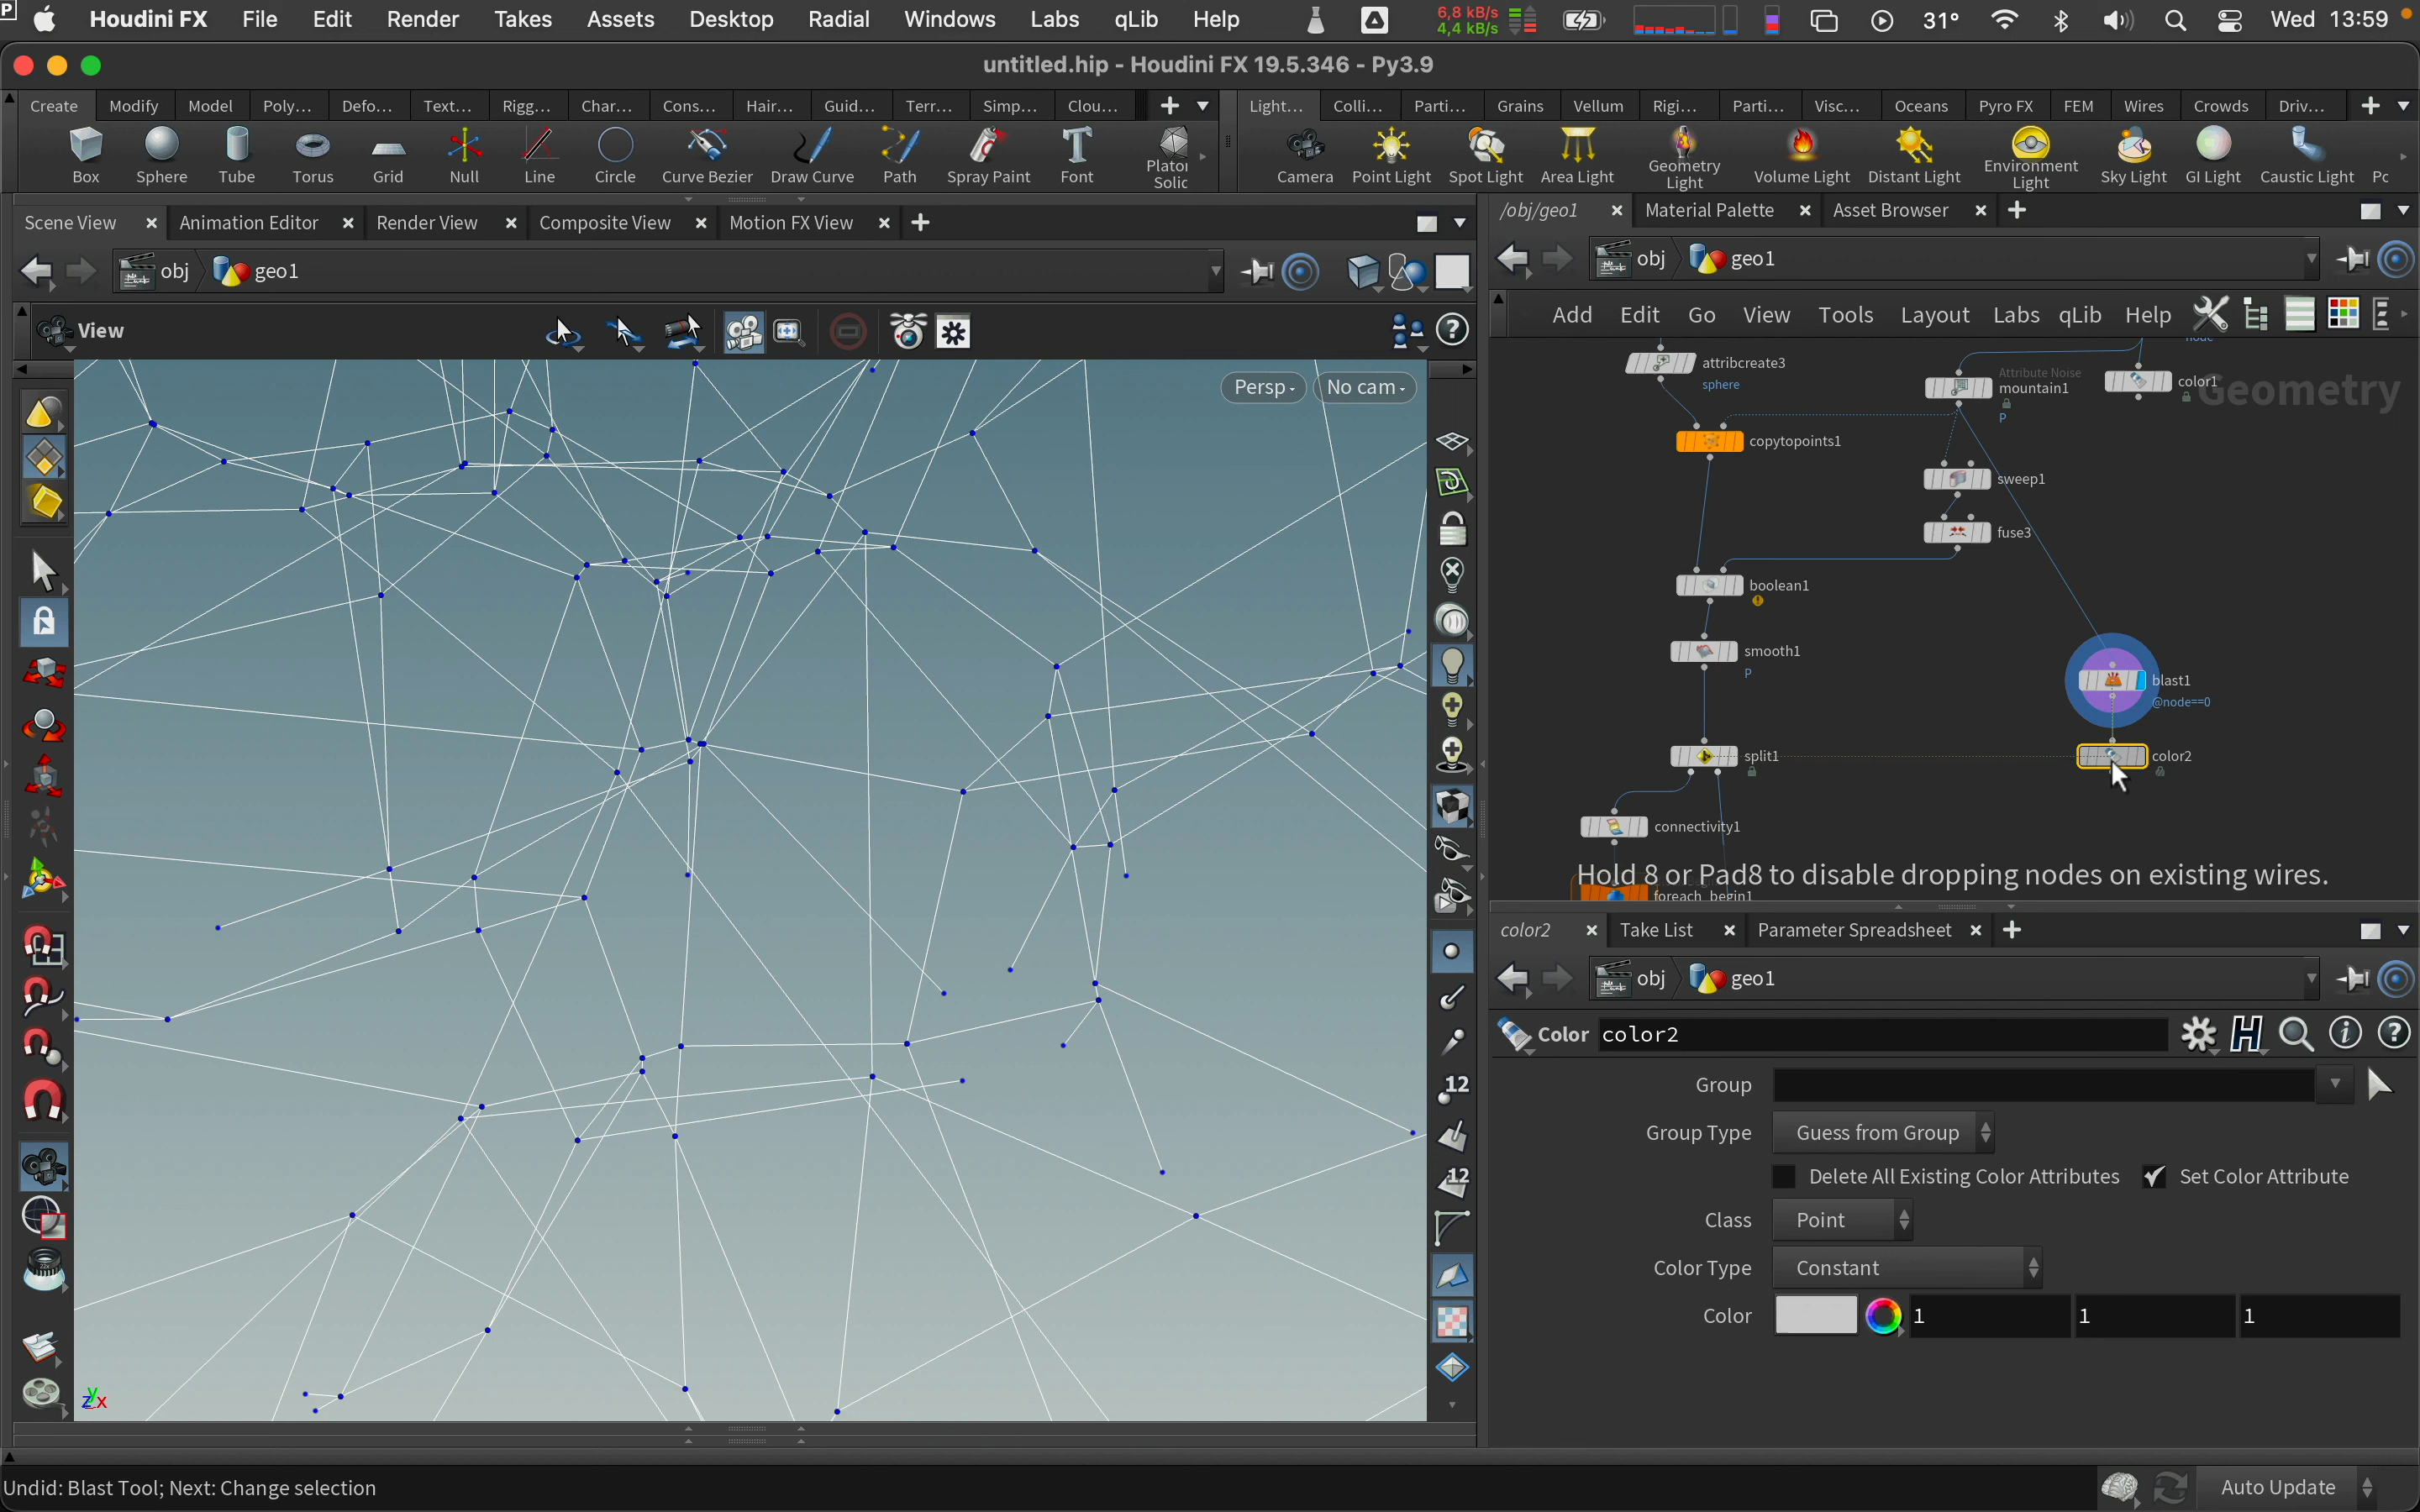 P
Houdini FX File Edit Render Takes Assets Desktop Radial Windows Labs qLib Help 6,8 kB/s 4,4 kB/s 31° Wed 13:59
untitled.hip - Houdini FX 19.5.346 - Py3.9
Create Modify Model Poly... Defo... Text... Rigg... Char... Cons... Hair... Guid... Terr... Simp... Clou... Light... Colli... Parti... Grains Vellum Rigi... Parti... Visc... Oceans Pyro FX FEM Wires Crowds Driv...
Box Sphere Tube Torus Grid Null Line Circle Curve Bezier Draw Curve Path Spray Paint Font Platoi Solic Camera Point Light Spot Light Area Light Geometry Light Volume Light Distant Light Environment Light Sky Light GI Light Caustic Light Pc
Scene View Animation Editor Render View Composite View Motion FX View
/obj/geo1 Material Palette Asset Browser
obj geo1
obj geo1
View
Add Edit Go View Tools Layout Labs qLib Help
Persp No cam
Geometry
node
attribcreate3
sphere
Attribute Noise
mountain1
P
color1
copytopoints1
sweep1
fuse3
boolean1
smooth1
P
blast1
@node==0
split1
color2
connectivity1
Hold 8 or Pad8 to disable dropping nodes on existing wires.
foreach_begin1
color2 Take List Parameter Spreadsheet
obj geo1
Color color2
Group
Group Type Guess from Group
Delete All Existing Color Attributes Set Color Attribute
Class Point
Color Type Constant
Color 1 1 1
12
12
y
z x
Undid: Blast Tool; Next: Change selection
Auto Update